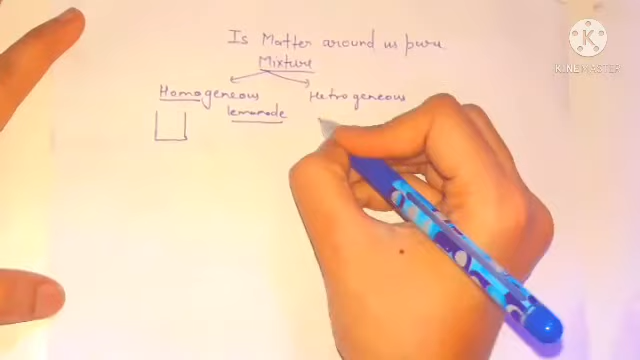 Is Matter around us pure
Mixture
Homogeneous Hetrogeneous
lemonade
KINEMASTER